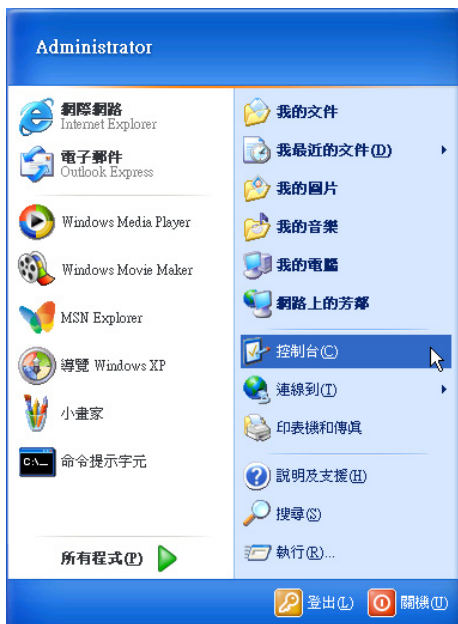 Administrator
網際網路
Internet Explorer
電子郵件
Outlook Express
Windows Media Player
Windows Movie Maker
MSN Explorer
導覽 Windows XP
小畫家
C:\_
命令提示字元
所有程式(P)
我的文件
我最近的文件(D)
我的圖片
我的音樂
我的電腦
網路上的芳鄰
控制台(C)
連線到(T)
印表機和傳真
說明及支援(H)
搜尋(S)
執行(R)...
登出(L)
關機(U)